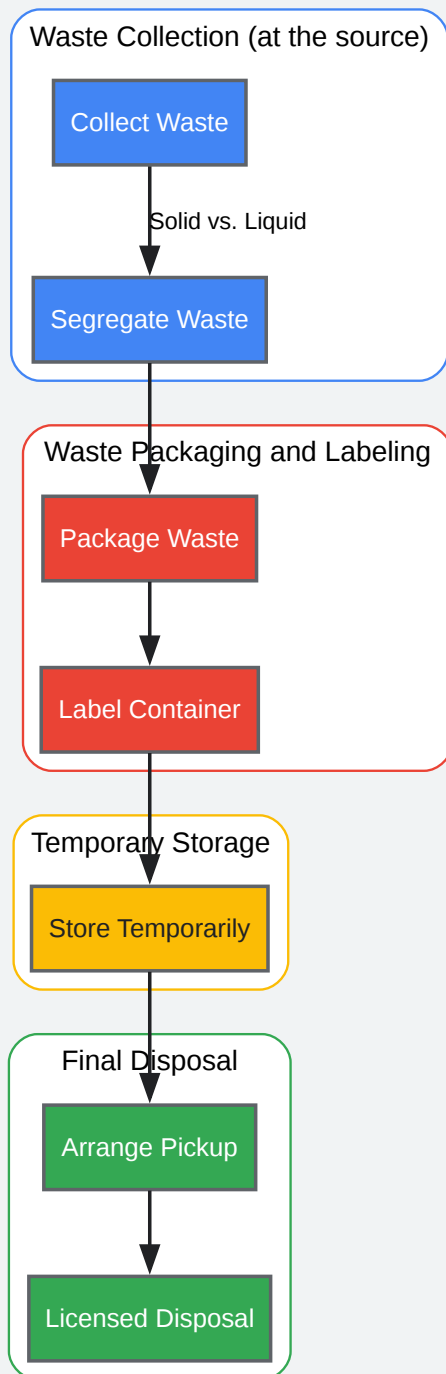 Waste Collection (at the source)
Collect Waste
Solid vs. Liquid
Segregate Waste
Waste Packaging and Labeling
Package Waste
Label Container
Temporary Storage
Store Temporarily
Final Disposal
Arrange Pickup
Licensed Disposal